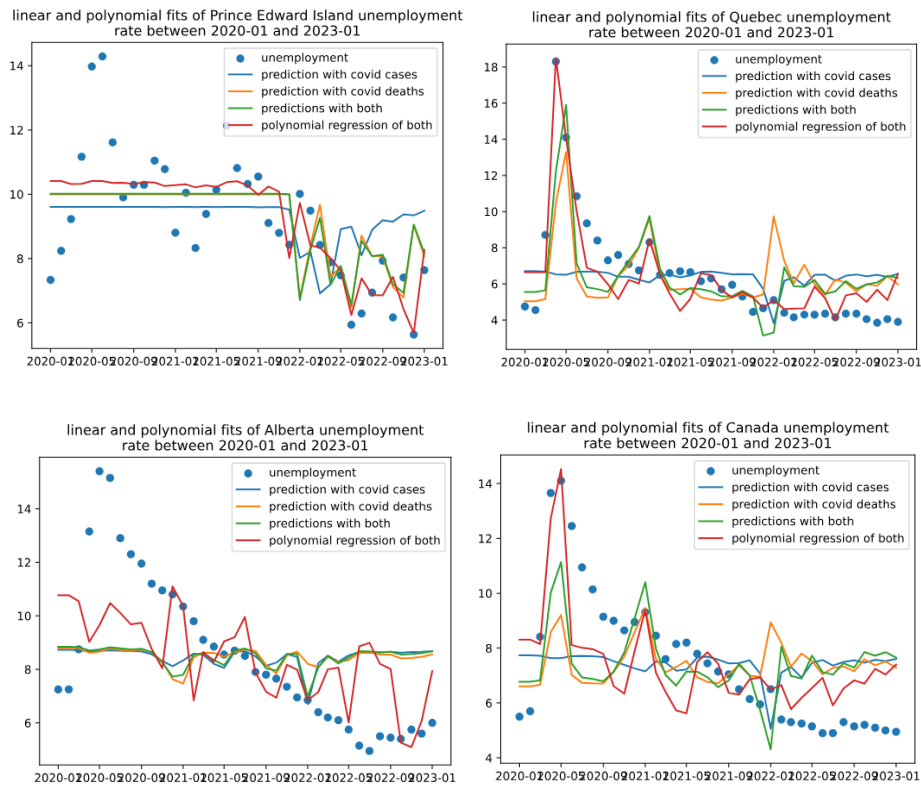 linear and polynomial fits of Prince Edward Island unemployment
rate between 2020-01 and 2023-01
14
12
10
8
6
unemployment
prediction with covid cases
prediction with covid deaths
predictions with both
polynomial regression of both
2020-01 2020-05 2020-09 2021-01 2021-05 2021-09 2022-01 2022-05 2022-09 2023-01
linear and polynomial fits of Quebec unemployment
rate between 2020-01 and 2023-01
18
16
14
12
10
8
6
4
unemployment
prediction with covid cases
prediction with covid deaths
predictions with both
polynomial regression of both
2020-01 2020-05 2020-09 2021-01 2021-05 2021-09 2022-01 2022-05 2022-09 2023-01
linear and polynomial fits of Alberta unemployment
rate between 2020-01 and 2023-01
14
12
10
8
6
unemployment
prediction with covid cases
prediction with covid deaths
predictions with both
polynomial regression of both
2020-01 2020-05 2020-09 2021-01 2021-05 2021-09 2022-01 2022-05 2022-09 2023-01
linear and polynomial fits of Canada unemployment
rate between 2020-01 and 2023-01
14
12
10
8
6
4
unemployment
prediction with covid cases
prediction with covid deaths
predictions with both
polynomial regression of both
2020-01 2020-05 2020-09 2021-01 2021-05 2021-09 2022-01 2022-05 2022-09 2023-01